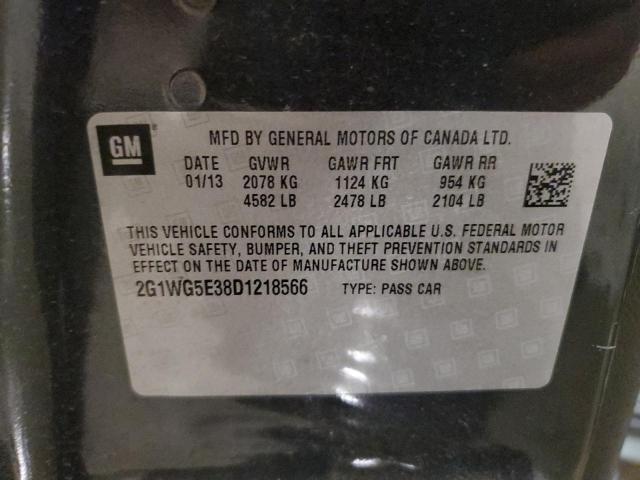 GM ®
MFD BY GENERAL MOTORS OF CANADA LTD.
DATE GVWR GAWR FRT GAWR RR
01/13 2078 KG 1124 KG 954 KG
4582 LB 2478 LB 2104 LB
THIS VEHICLE CONFORMS TO ALL APPLICABLE U.S. FEDERAL MOTOR
VEHICLE SAFETY, BUMPER, AND THEFT PREVENTION STANDARDS IN
EFFECT ON THE DATE OF MANUFACTURE SHOWN ABOVE.
2G1WG5E38D1218566 TYPE: PASS CAR